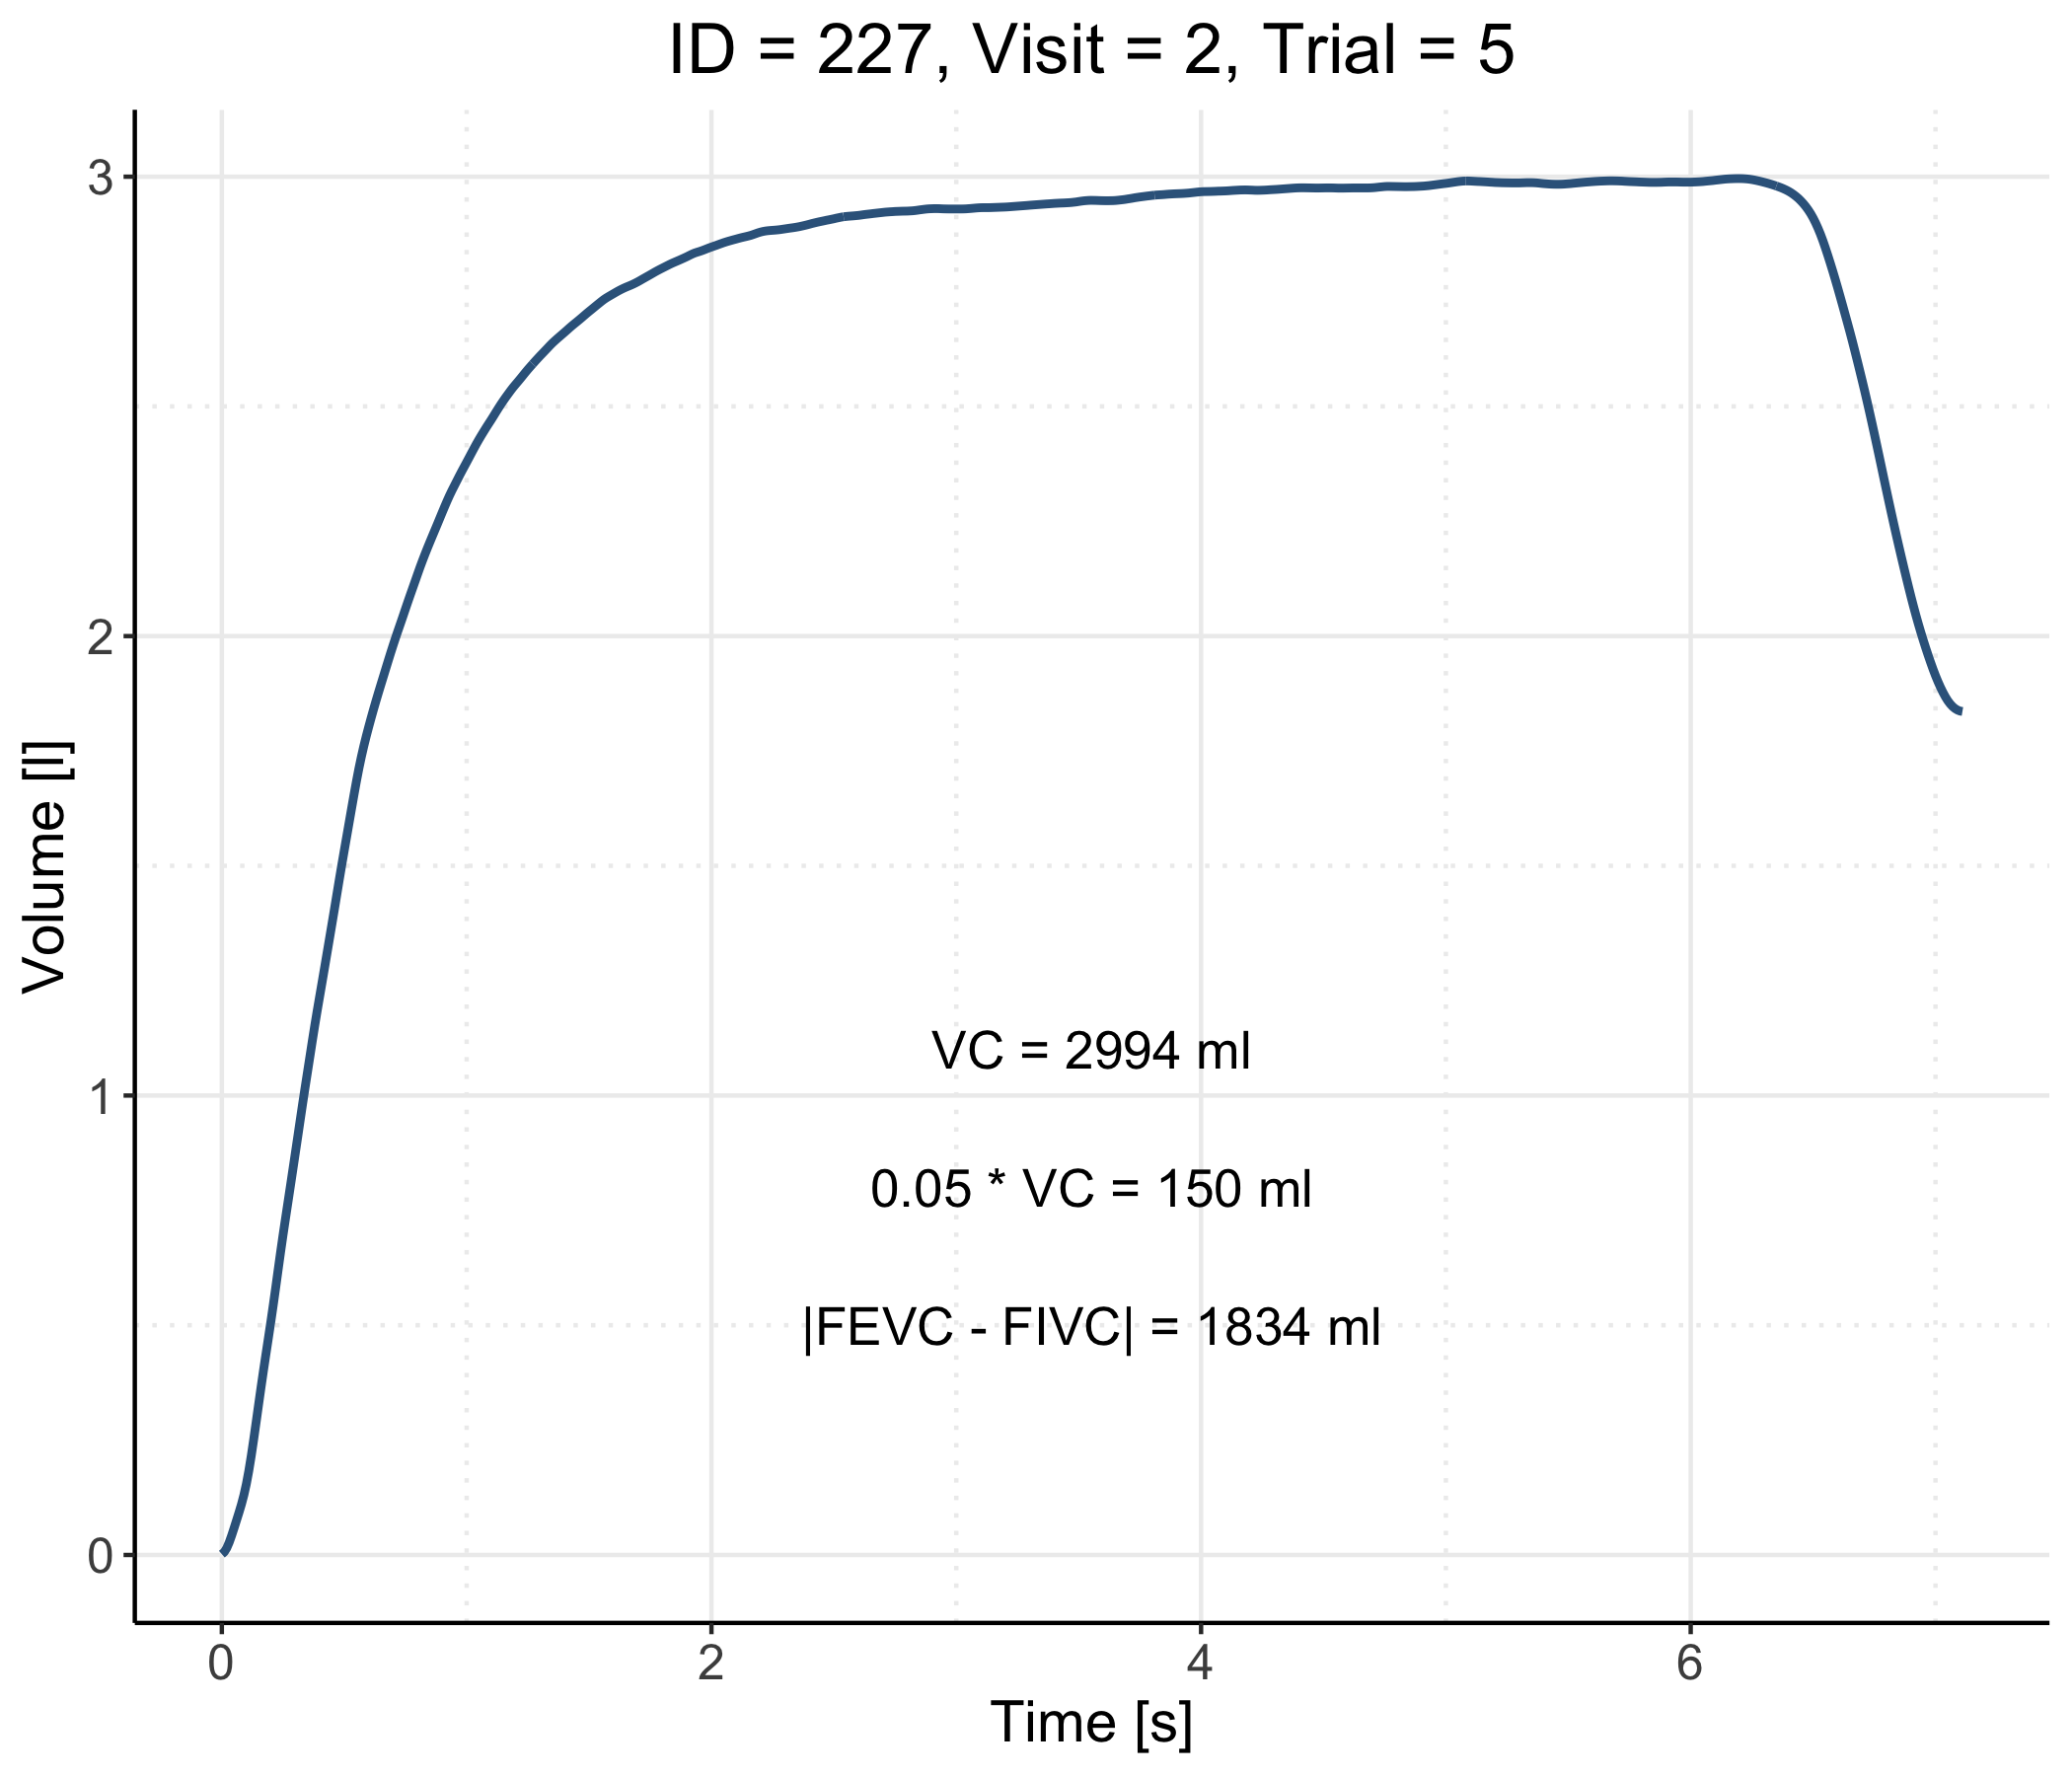 ID = 227, Visit = 2, Trial = 5
3
2
1
0
Volume [l]
VC = 2994 ml
0.05 * VC = 150 ml
|FEVC - FIVC| = 1834 ml
0 2 4 6
Time [s]